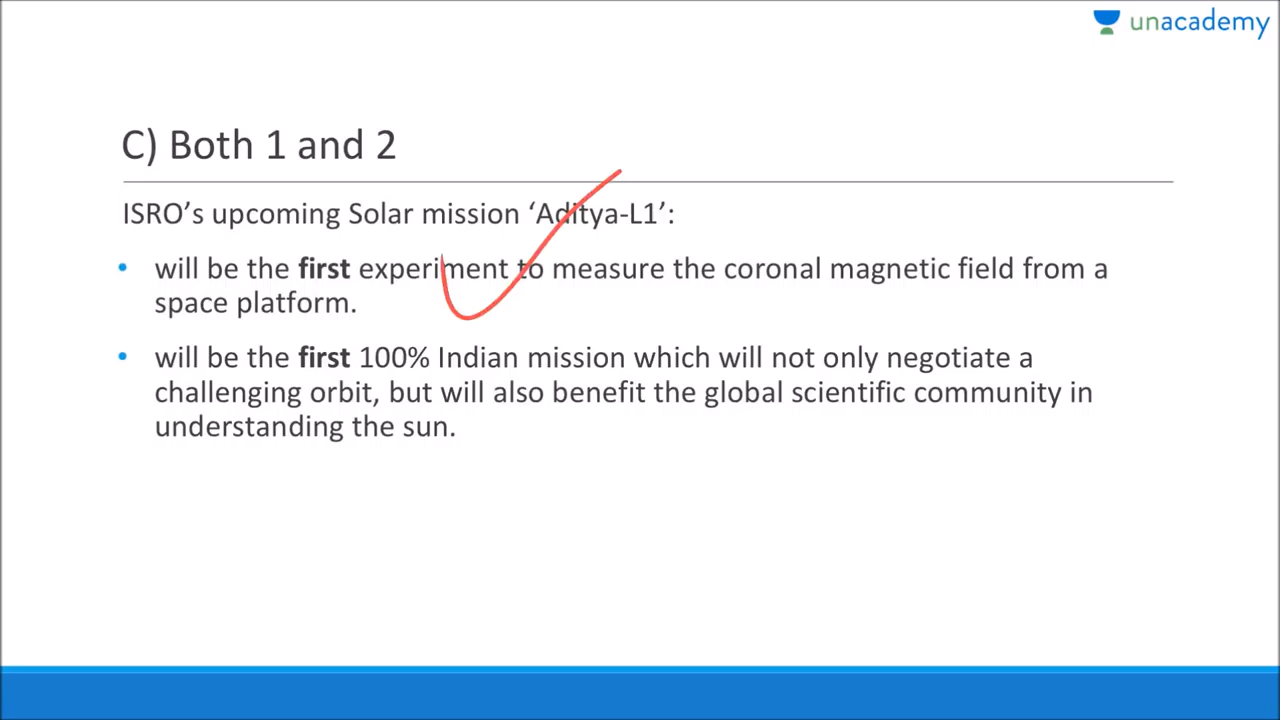 unacademy
C) Both 1 and 2
ISRO’s upcoming Solar mission ‘Aditya-L1’:
• will be the first experiment to measure the coronal magnetic field from a
space platform.
• will be the first 100% Indian mission which will not only negotiate a
challenging orbit, but will also benefit the global scientific community in
understanding the sun.